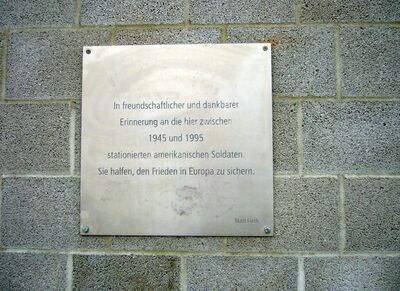 In freundschaftlicher und dankbarer
Erinnerung an die hier zwischen
1945 und 1995
stationierten amerikanischen Soldaten.
Sie halfen, den Frieden in Europa zu sichern.
Stadt Fürth